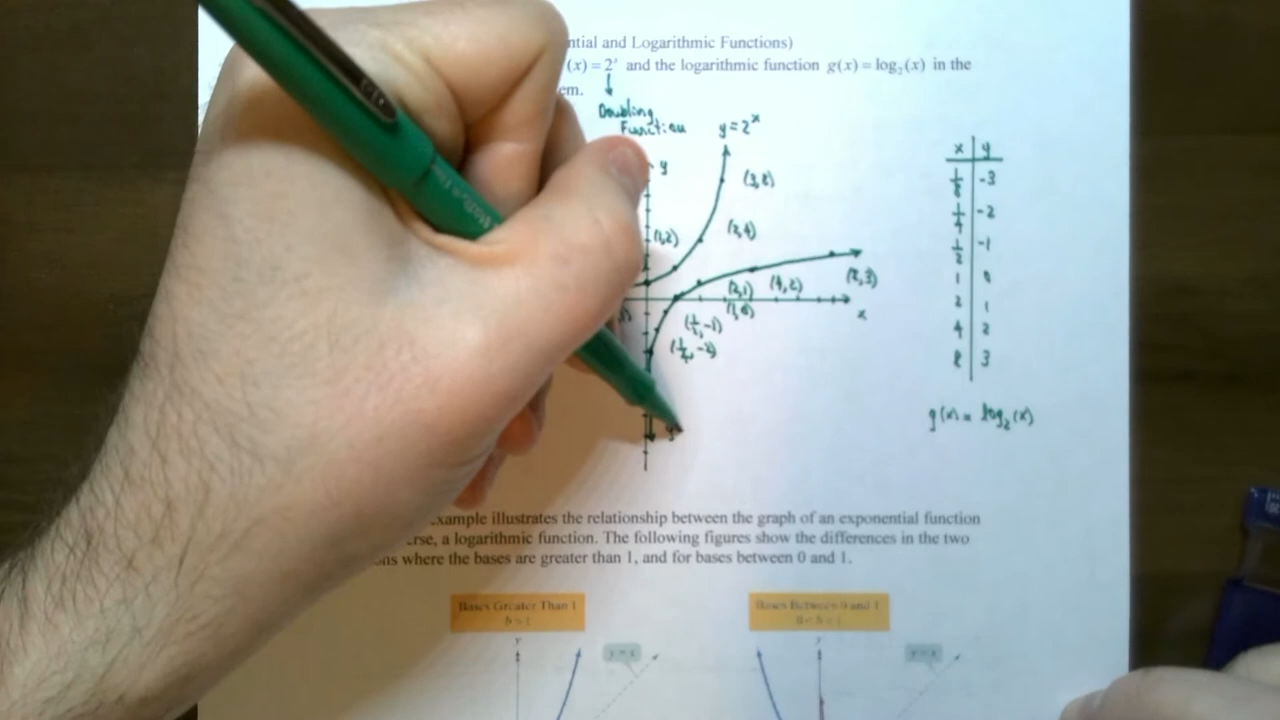 ntial and Logarithmic Functions)
(x) = 2ˣ and the logarithmic function g(x) = log₂(x) in the
em.
Doubling
Function
y = 2ˣ
y
(3,8)
(1,2)
(2,4)
(8,3)
(2,1)
(4,2)
(1,0)
x
(½, -1)
(¼, -2)
y
x y
⅛ -3
¼ -2
½ -1
1 0
2 1
4 2
8 3
g(x) = log₂(x)
xample illustrates the relationship between the graph of an exponential function
rse, a logarithmic function. The following figures show the differences in the two
ns where the bases are greater than 1, and for bases between 0 and 1.
Bases Greater Than 1
b > 1
Bases Between 0 and 1
0 < b < 1
y
y = x
y
y = x